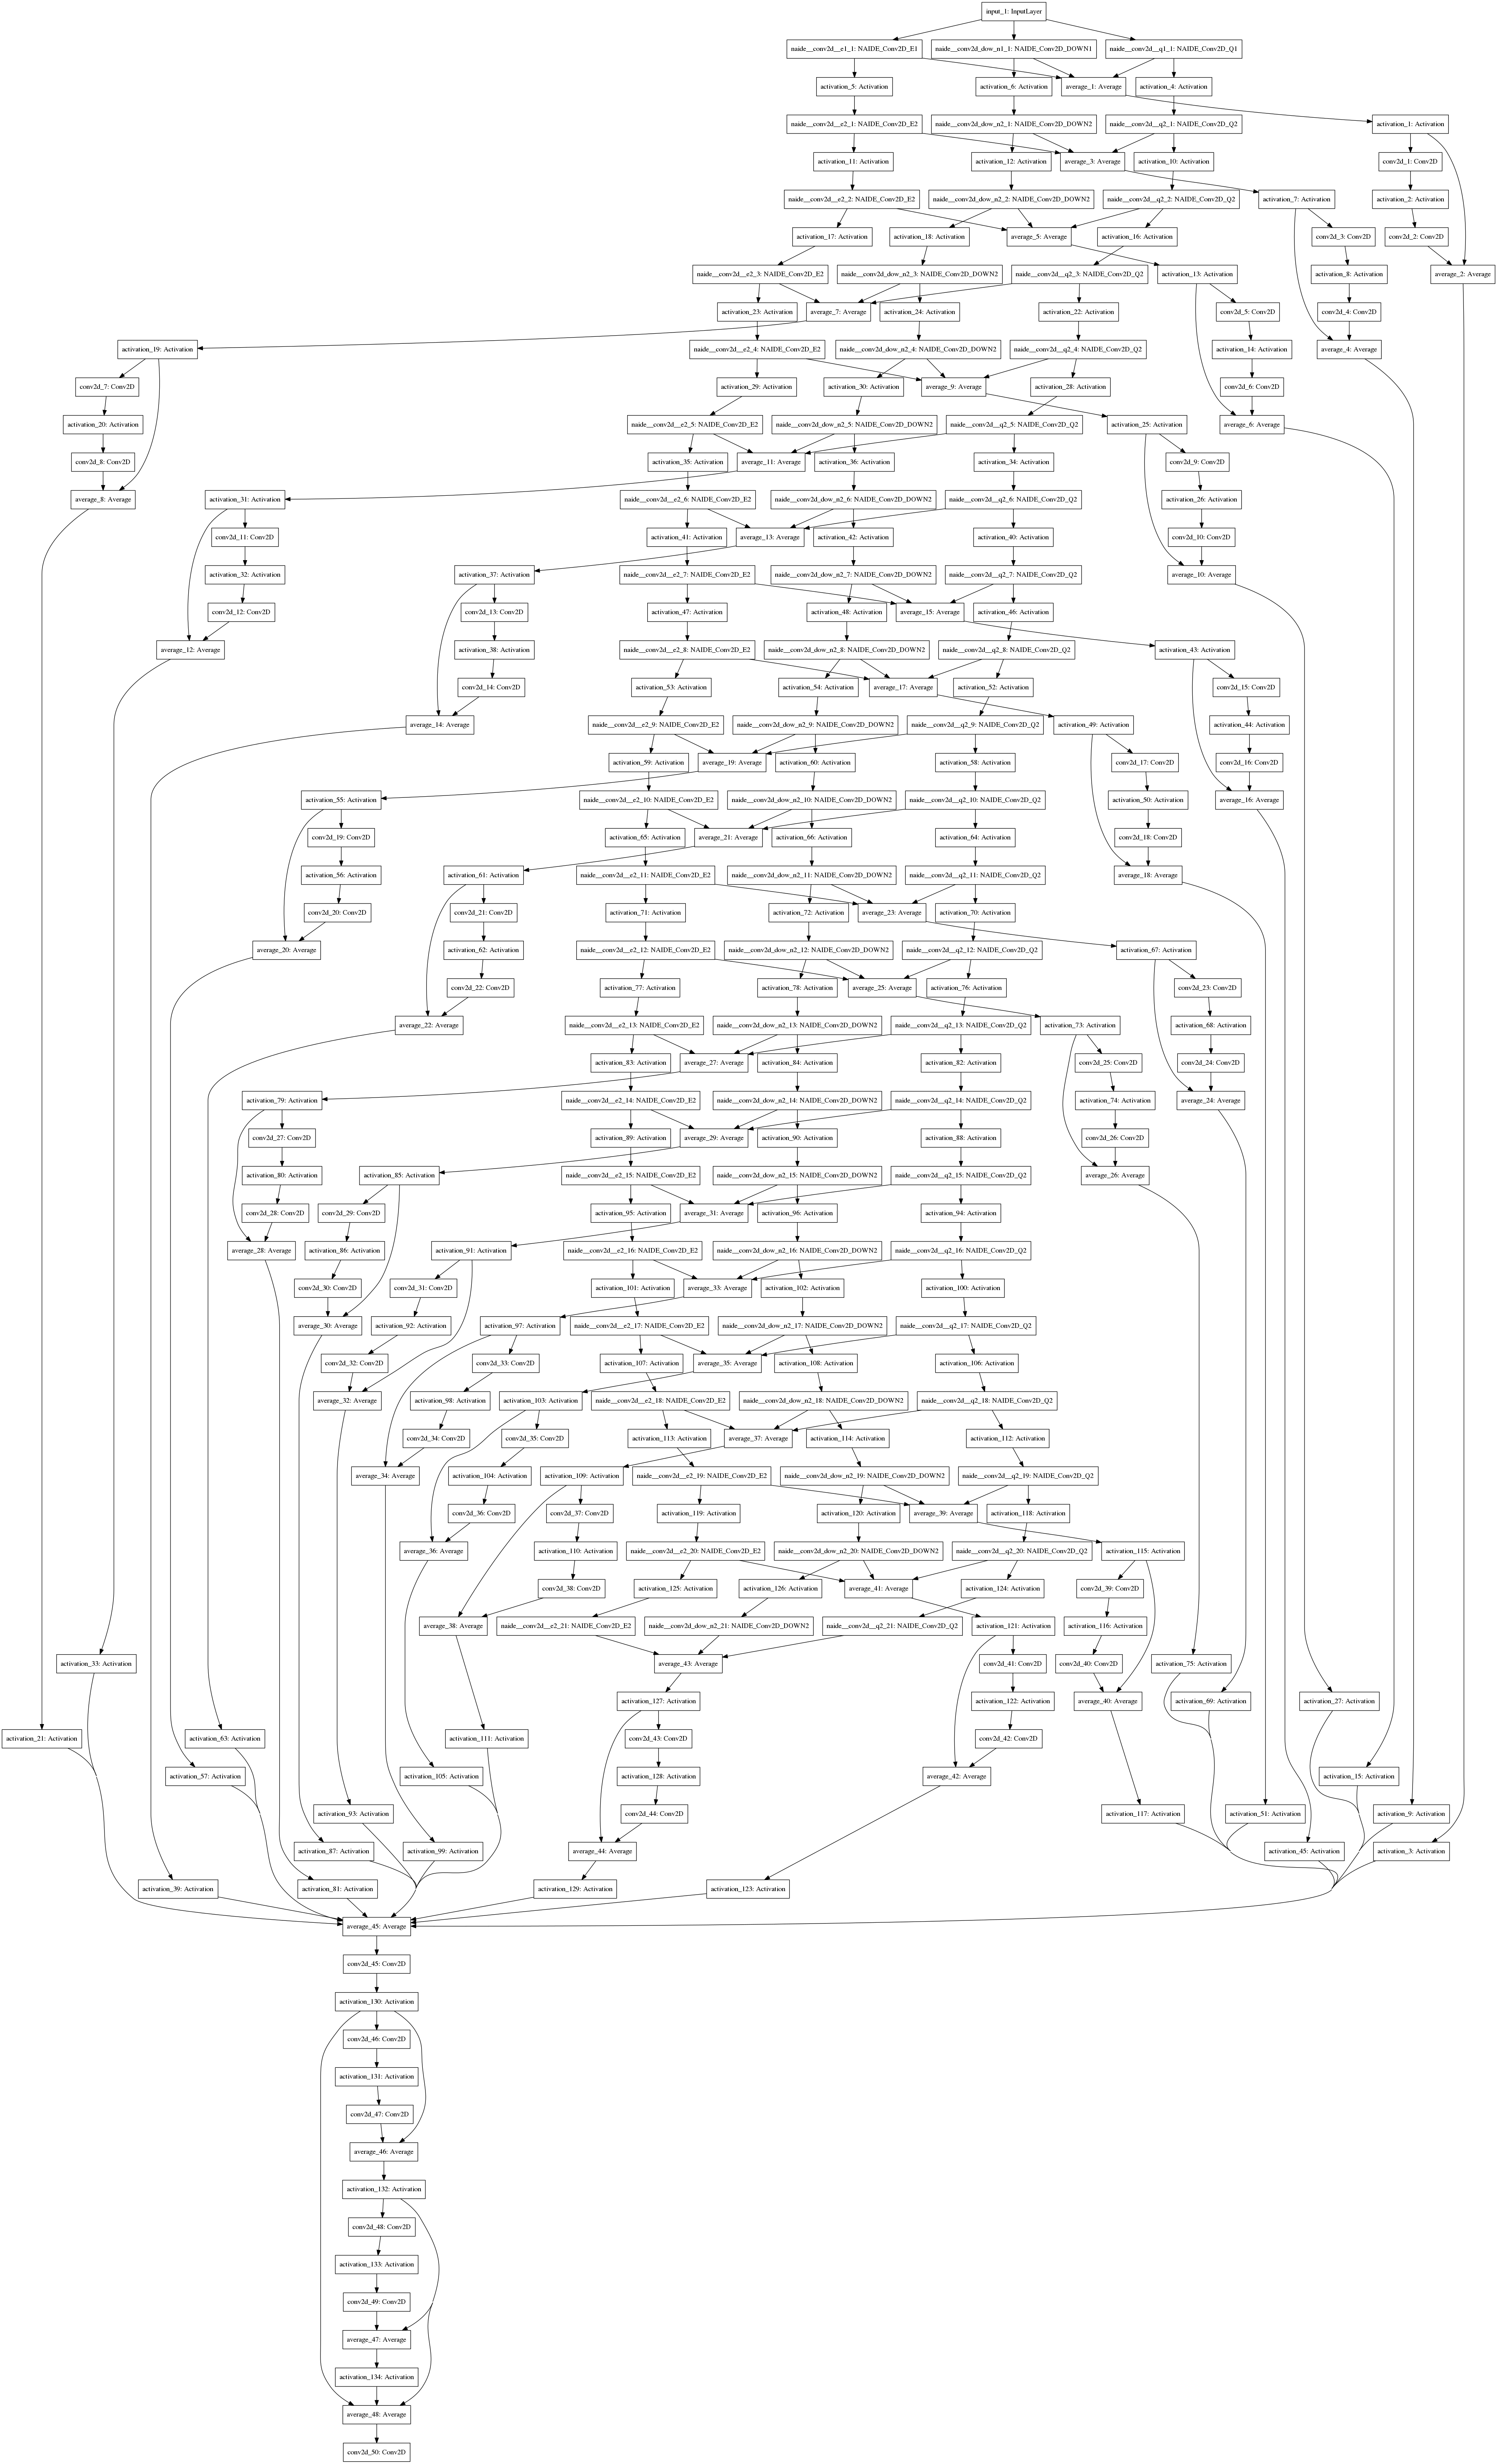 input_1: InputLayer
naide__conv2d__e1_1: NAIDE_Conv2D_E1
naide__conv2d_dow_n1_1: NAIDE_Conv2D_DOWN1
naide__conv2d__q1_1: NAIDE_Conv2D_Q1
activation_5: Activation
activation_6: Activation
average_1: Average
activation_4: Activation
naide__conv2d__e2_1: NAIDE_Conv2D_E2
naide__conv2d_dow_n2_1: NAIDE_Conv2D_DOWN2
naide__conv2d__q2_1: NAIDE_Conv2D_Q2
activation_1: Activation
activation_11: Activation
activation_12: Activation
average_3: Average
activation_10: Activation
conv2d_1: Conv2D
naide__conv2d__e2_2: NAIDE_Conv2D_E2
naide__conv2d_dow_n2_2: NAIDE_Conv2D_DOWN2
naide__conv2d__q2_2: NAIDE_Conv2D_Q2
activation_7: Activation
activation_2: Activation
activation_17: Activation
activation_18: Activation
average_5: Average
activation_16: Activation
conv2d_3: Conv2D
conv2d_2: Conv2D
naide__conv2d__e2_3: NAIDE_Conv2D_E2
naide__conv2d_dow_n2_3: NAIDE_Conv2D_DOWN2
naide__conv2d__q2_3: NAIDE_Conv2D_Q2
activation_13: Activation
activation_8: Activation
average_2: Average
activation_23: Activation
average_7: Average
activation_24: Activation
activation_22: Activation
conv2d_5: Conv2D
conv2d_4: Conv2D
activation_19: Activation
naide__conv2d__e2_4: NAIDE_Conv2D_E2
naide__conv2d_dow_n2_4: NAIDE_Conv2D_DOWN2
naide__conv2d__q2_4: NAIDE_Conv2D_Q2
activation_14: Activation
average_4: Average
conv2d_7: Conv2D
activation_29: Activation
activation_30: Activation
average_9: Average
activation_28: Activation
conv2d_6: Conv2D
activation_20: Activation
naide__conv2d__e2_5: NAIDE_Conv2D_E2
naide__conv2d_dow_n2_5: NAIDE_Conv2D_DOWN2
naide__conv2d__q2_5: NAIDE_Conv2D_Q2
activation_25: Activation
average_6: Average
conv2d_8: Conv2D
activation_35: Activation
average_11: Average
activation_36: Activation
activation_34: Activation
conv2d_9: Conv2D
average_8: Average
activation_31: Activation
naide__conv2d__e2_6: NAIDE_Conv2D_E2
naide__conv2d_dow_n2_6: NAIDE_Conv2D_DOWN2
naide__conv2d__q2_6: NAIDE_Conv2D_Q2
activation_26: Activation
conv2d_11: Conv2D
activation_41: Activation
average_13: Average
activation_42: Activation
activation_40: Activation
conv2d_10: Conv2D
activation_32: Activation
activation_37: Activation
naide__conv2d__e2_7: NAIDE_Conv2D_E2
naide__conv2d_dow_n2_7: NAIDE_Conv2D_DOWN2
naide__conv2d__q2_7: NAIDE_Conv2D_Q2
average_10: Average
conv2d_12: Conv2D
conv2d_13: Conv2D
activation_47: Activation
activation_48: Activation
average_15: Average
activation_46: Activation
average_12: Average
activation_38: Activation
naide__conv2d__e2_8: NAIDE_Conv2D_E2
naide__conv2d_dow_n2_8: NAIDE_Conv2D_DOWN2
naide__conv2d__q2_8: NAIDE_Conv2D_Q2
activation_43: Activation
conv2d_14: Conv2D
activation_53: Activation
activation_54: Activation
average_17: Average
activation_52: Activation
conv2d_15: Conv2D
average_14: Average
naide__conv2d__e2_9: NAIDE_Conv2D_E2
naide__conv2d_dow_n2_9: NAIDE_Conv2D_DOWN2
naide__conv2d__q2_9: NAIDE_Conv2D_Q2
activation_49: Activation
activation_44: Activation
activation_59: Activation
average_19: Average
activation_60: Activation
activation_58: Activation
conv2d_17: Conv2D
conv2d_16: Conv2D
activation_55: Activation
naide__conv2d__e2_10: NAIDE_Conv2D_E2
naide__conv2d_dow_n2_10: NAIDE_Conv2D_DOWN2
naide__conv2d__q2_10: NAIDE_Conv2D_Q2
activation_50: Activation
average_16: Average
conv2d_19: Conv2D
activation_65: Activation
average_21: Average
activation_66: Activation
activation_64: Activation
conv2d_18: Conv2D
activation_56: Activation
activation_61: Activation
naide__conv2d__e2_11: NAIDE_Conv2D_E2
naide__conv2d_dow_n2_11: NAIDE_Conv2D_DOWN2
naide__conv2d__q2_11: NAIDE_Conv2D_Q2
average_18: Average
conv2d_20: Conv2D
conv2d_21: Conv2D
activation_71: Activation
activation_72: Activation
average_23: Average
activation_70: Activation
average_20: Average
activation_62: Activation
naide__conv2d__e2_12: NAIDE_Conv2D_E2
naide__conv2d_dow_n2_12: NAIDE_Conv2D_DOWN2
naide__conv2d__q2_12: NAIDE_Conv2D_Q2
activation_67: Activation
conv2d_22: Conv2D
activation_77: Activation
activation_78: Activation
average_25: Average
activation_76: Activation
conv2d_23: Conv2D
average_22: Average
naide__conv2d__e2_13: NAIDE_Conv2D_E2
naide__conv2d_dow_n2_13: NAIDE_Conv2D_DOWN2
naide__conv2d__q2_13: NAIDE_Conv2D_Q2
activation_73: Activation
activation_68: Activation
activation_83: Activation
average_27: Average
activation_84: Activation
activation_82: Activation
conv2d_25: Conv2D
conv2d_24: Conv2D
activation_79: Activation
naide__conv2d__e2_14: NAIDE_Conv2D_E2
naide__conv2d_dow_n2_14: NAIDE_Conv2D_DOWN2
naide__conv2d__q2_14: NAIDE_Conv2D_Q2
activation_74: Activation
average_24: Average
conv2d_27: Conv2D
activation_89: Activation
average_29: Average
activation_90: Activation
activation_88: Activation
conv2d_26: Conv2D
activation_80: Activation
activation_85: Activation
naide__conv2d__e2_15: NAIDE_Conv2D_E2
naide__conv2d_dow_n2_15: NAIDE_Conv2D_DOWN2
naide__conv2d__q2_15: NAIDE_Conv2D_Q2
average_26: Average
conv2d_28: Conv2D
conv2d_29: Conv2D
activation_95: Activation
average_31: Average
activation_96: Activation
activation_94: Activation
average_28: Average
activation_86: Activation
activation_91: Activation
naide__conv2d__e2_16: NAIDE_Conv2D_E2
naide__conv2d_dow_n2_16: NAIDE_Conv2D_DOWN2
naide__conv2d__q2_16: NAIDE_Conv2D_Q2
conv2d_30: Conv2D
conv2d_31: Conv2D
activation_101: Activation
average_33: Average
activation_102: Activation
activation_100: Activation
average_30: Average
activation_92: Activation
activation_97: Activation
naide__conv2d__e2_17: NAIDE_Conv2D_E2
naide__conv2d_dow_n2_17: NAIDE_Conv2D_DOWN2
naide__conv2d__q2_17: NAIDE_Conv2D_Q2
conv2d_32: Conv2D
conv2d_33: Conv2D
activation_107: Activation
average_35: Average
activation_108: Activation
activation_106: Activation
average_32: Average
activation_98: Activation
activation_103: Activation
naide__conv2d__e2_18: NAIDE_Conv2D_E2
naide__conv2d_dow_n2_18: NAIDE_Conv2D_DOWN2
naide__conv2d__q2_18: NAIDE_Conv2D_Q2
conv2d_34: Conv2D
conv2d_35: Conv2D
activation_113: Activation
average_37: Average
activation_114: Activation
activation_112: Activation
average_34: Average
activation_104: Activation
activation_109: Activation
naide__conv2d__e2_19: NAIDE_Conv2D_E2
naide__conv2d_dow_n2_19: NAIDE_Conv2D_DOWN2
naide__conv2d__q2_19: NAIDE_Conv2D_Q2
conv2d_36: Conv2D
conv2d_37: Conv2D
activation_119: Activation
activation_120: Activation
average_39: Average
activation_118: Activation
average_36: Average
activation_110: Activation
naide__conv2d__e2_20: NAIDE_Conv2D_E2
naide__conv2d_dow_n2_20: NAIDE_Conv2D_DOWN2
naide__conv2d__q2_20: NAIDE_Conv2D_Q2
activation_115: Activation
conv2d_38: Conv2D
activation_125: Activation
activation_126: Activation
average_41: Average
activation_124: Activation
conv2d_39: Conv2D
average_38: Average
naide__conv2d__e2_21: NAIDE_Conv2D_E2
naide__conv2d_dow_n2_21: NAIDE_Conv2D_DOWN2
naide__conv2d__q2_21: NAIDE_Conv2D_Q2
activation_121: Activation
activation_116: Activation
activation_33: Activation
average_43: Average
conv2d_41: Conv2D
conv2d_40: Conv2D
activation_75: Activation
activation_127: Activation
activation_122: Activation
average_40: Average
activation_69: Activation
activation_27: Activation
activation_21: Activation
activation_63: Activation
activation_111: Activation
conv2d_43: Conv2D
conv2d_42: Conv2D
activation_57: Activation
activation_105: Activation
activation_128: Activation
average_42: Average
activation_15: Activation
activation_93: Activation
conv2d_44: Conv2D
activation_117: Activation
activation_51: Activation
activation_9: Activation
activation_87: Activation
activation_99: Activation
average_44: Average
activation_45: Activation
activation_3: Activation
activation_39: Activation
activation_81: Activation
activation_129: Activation
activation_123: Activation
average_45: Average
conv2d_45: Conv2D
activation_130: Activation
conv2d_46: Conv2D
activation_131: Activation
conv2d_47: Conv2D
average_46: Average
activation_132: Activation
conv2d_48: Conv2D
activation_133: Activation
conv2d_49: Conv2D
average_47: Average
activation_134: Activation
average_48: Average
conv2d_50: Conv2D